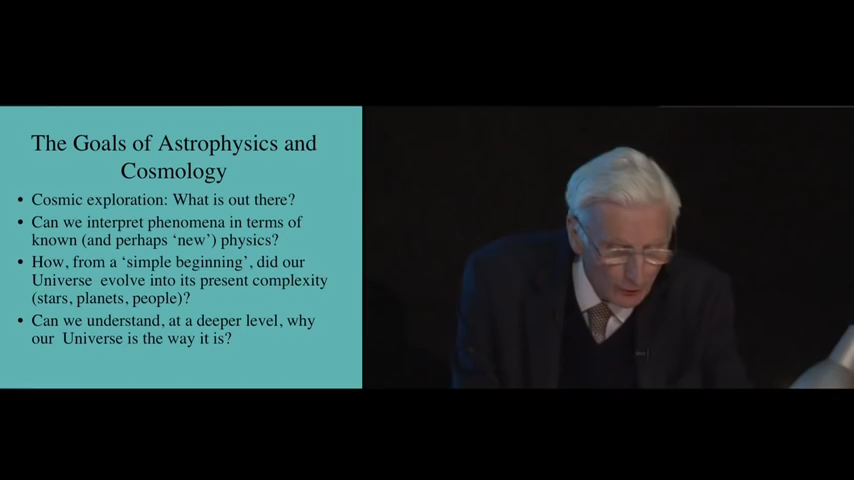 The Goals of Astrophysics and
Cosmology
• Cosmic exploration: What is out there?
• Can we interpret phenomena in terms of
known (and perhaps ‘new’) physics?
• How, from a ‘simple beginning’, did our
Universe evolve into its present complexity
(stars, planets, people)?
• Can we understand, at a deeper level, why
our Universe is the way it is?